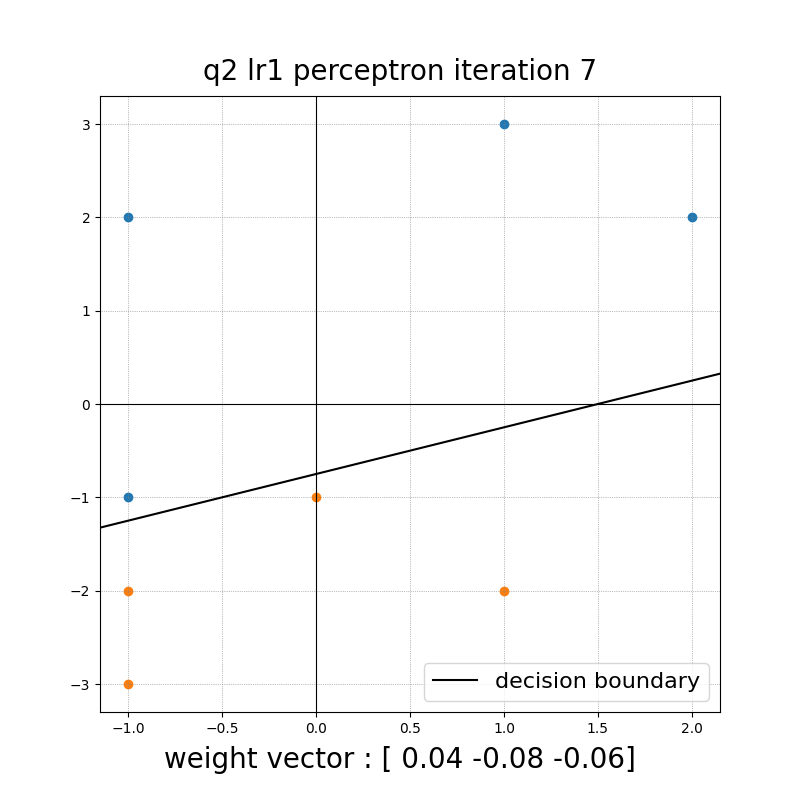 q2 lr1 perceptron iteration 7
3
2
1
0
−1
−2
−3
decision boundary
−1.0 −0.5 0.0 0.5 1.0 1.5 2.0
weight vector : [ 0.04 -0.08 -0.06]